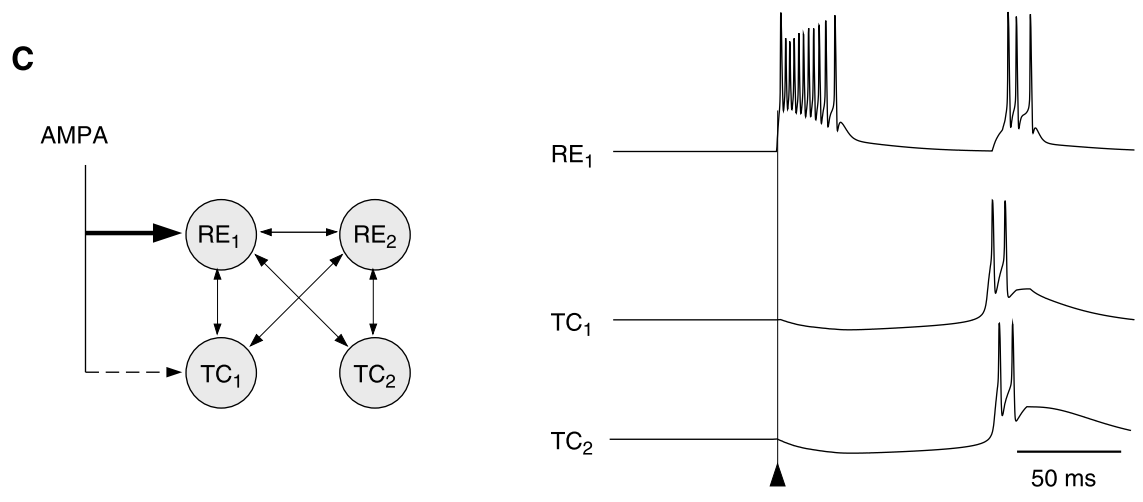 C
AMPA
RE₁
RE₂
TC₁
TC₂
RE₁
TC₁
TC₂
50 ms